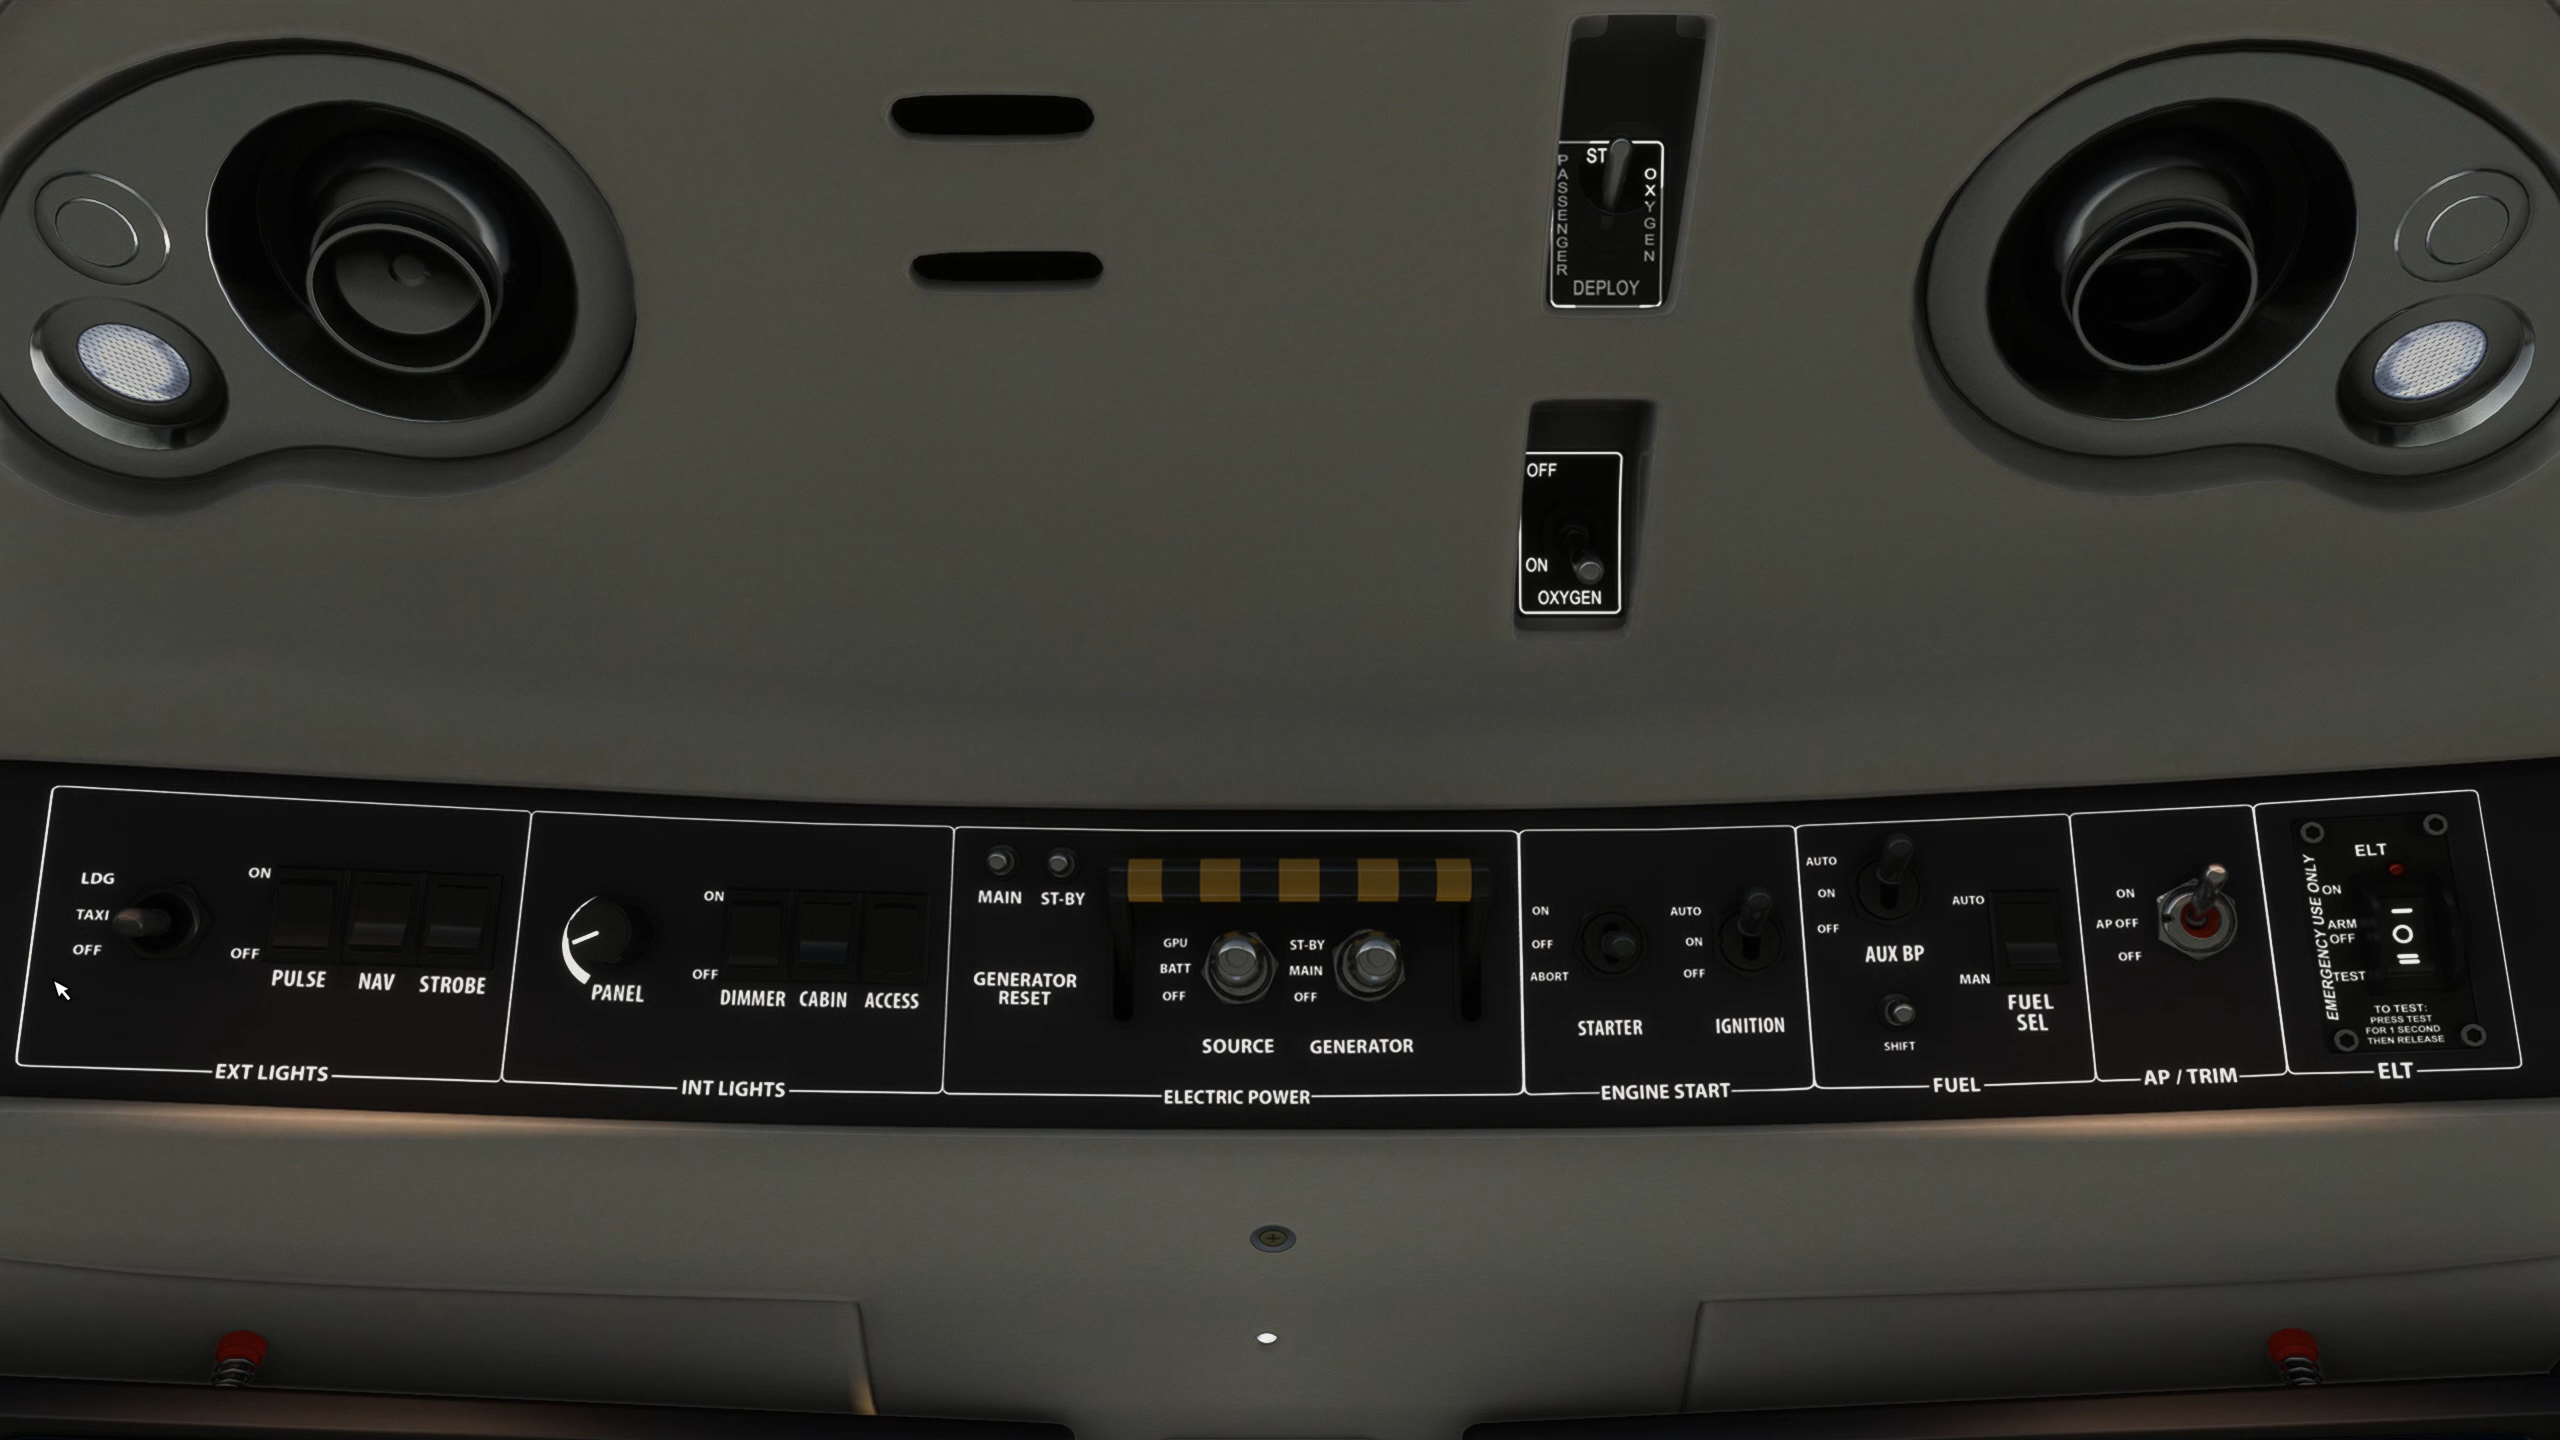 ST
PASSENGER
OXYGEN
DEPLOY
OFF
ON
OXYGEN
LDG
TAXI
OFF
ON
OFF
PULSE
NAV
STROBE
EXT LIGHTS
PANEL
ON
OFF
DIMMER
CABIN
ACCESS
INT LIGHTS
MAIN
ST-BY
GENERATOR
RESET
GPU
BATT
OFF
SOURCE
ST-BY
MAIN
OFF
GENERATOR
ELECTRIC POWER
ON
OFF
ABORT
STARTER
AUTO
ON
OFF
IGNITION
ENGINE START
AUTO
ON
OFF
AUX BP
SHIFT
AUTO
MAN
FUEL
SEL
FUEL
ON
AP OFF
OFF
AP / TRIM
EMERGENCY USE ONLY
ELT
ON
ARM
OFF
TEST
TO TEST:
PRESS TEST
FOR 1 SECOND
THEN RELEASE
ELT